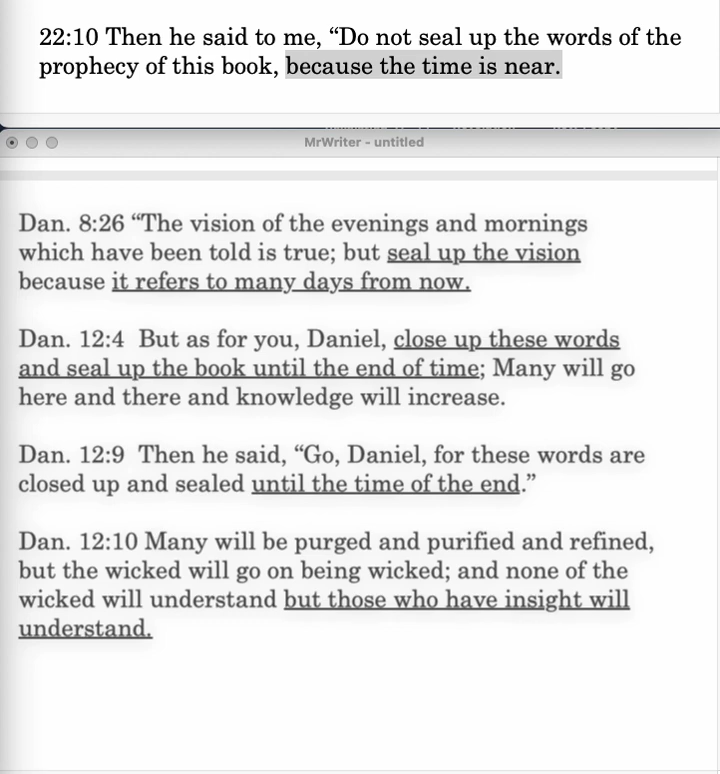 22:10 Then he said to me, “Do not seal up the words of the
prophecy of this book, because the time is near.
MrWriter - untitled
Dan. 8:26 “The vision of the evenings and mornings
which have been told is true; but seal up the vision
because it refers to many days from now.
Dan. 12:4  But as for you, Daniel, close up these words
and seal up the book until the end of time; Many will go
here and there and knowledge will increase.
Dan. 12:9  Then he said, “Go, Daniel, for these words are
closed up and sealed until the time of the end.”
Dan. 12:10 Many will be purged and purified and refined,
but the wicked will go on being wicked; and none of the
wicked will understand but those who have insight will
understand.